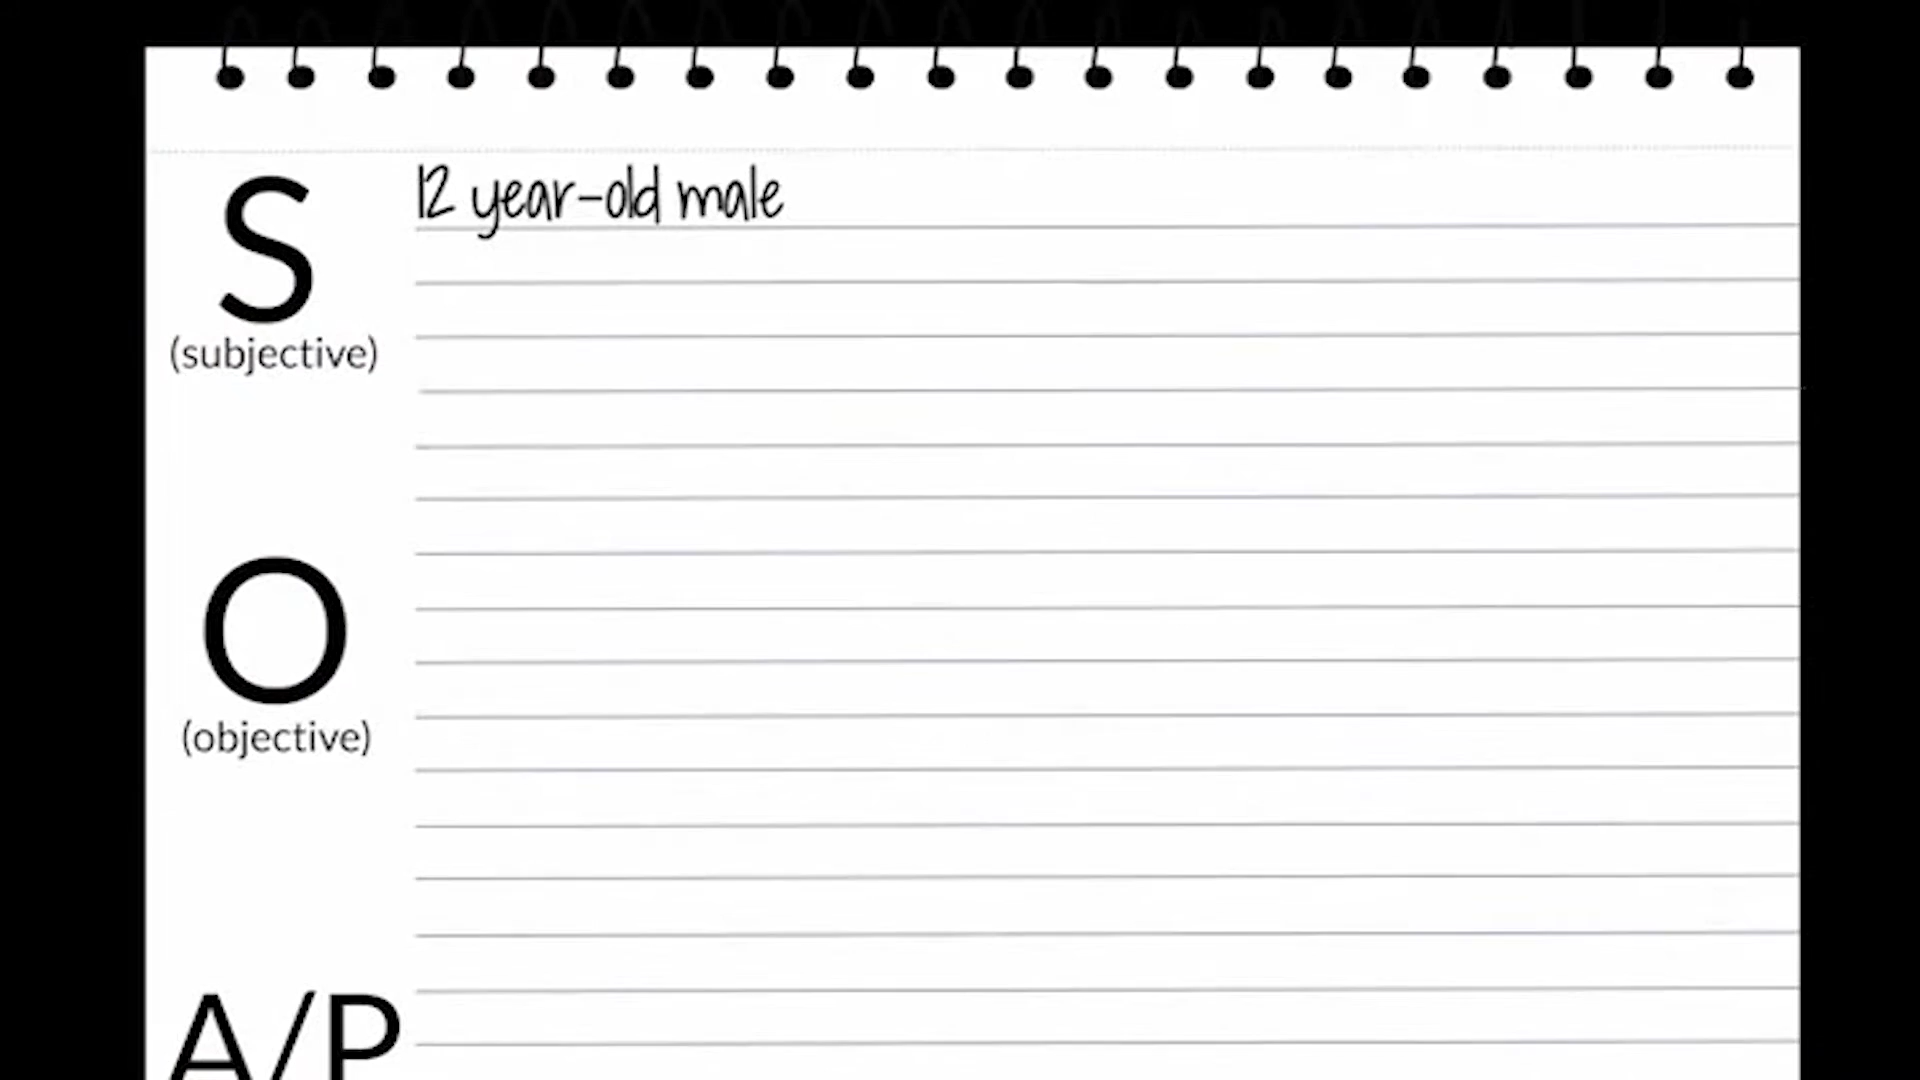 S
12 year-old male
(subjective)
O
(objective)
A/P